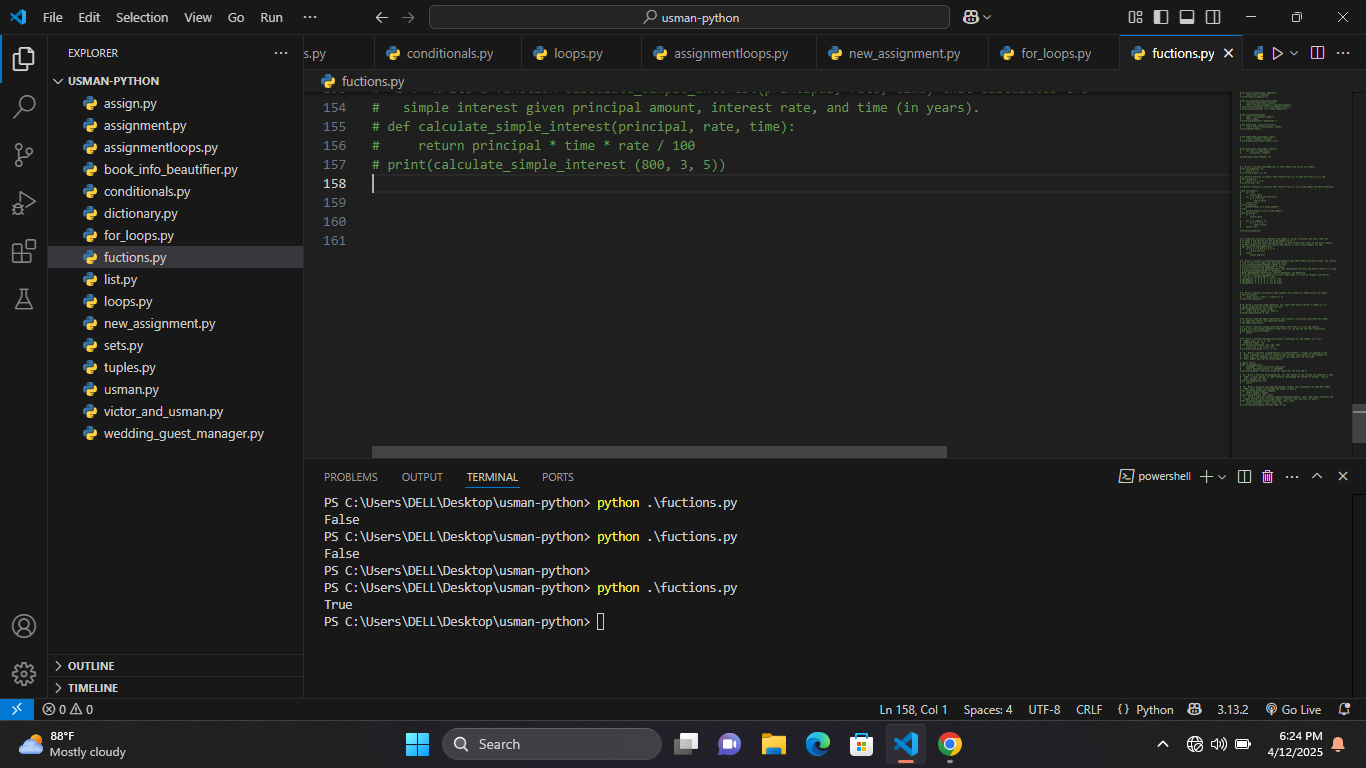 File Edit Selection View Go Run ··· usman-python
EXPLORER ···
USMAN-PYTHON
assign.py
assignment.py
assignmentloops.py
book_info_beautifier.py
conditionals.py
dictionary.py
for_loops.py
fuctions.py
list.py
loops.py
new_assignment.py
sets.py
tuples.py
usman.py
victor_and_usman.py
wedding_guest_manager.py
OUTLINE
TIMELINE
s.py conditionals.py loops.py assignmentloops.py new_assignment.py for_loops.py fuctions.py
fuctions.py
154 #   simple interest given principal amount, interest rate, and time (in years).
155 # def calculate_simple_interest(principal, rate, time):
156 #     return principal * time * rate / 100
157 # print(calculate_simple_interest (800, 3, 5))
158
159
160
161
PROBLEMS OUTPUT TERMINAL PORTS powershell
PS C:\Users\DELL\Desktop\usman-python> python .\fuctions.py
False
PS C:\Users\DELL\Desktop\usman-python> python .\fuctions.py
False
PS C:\Users\DELL\Desktop\usman-python>
PS C:\Users\DELL\Desktop\usman-python> python .\fuctions.py
True
PS C:\Users\DELL\Desktop\usman-python>
0 0 Ln 158, Col 1 Spaces: 4 UTF-8 CRLF {} Python 3.13.2 Go Live
88°F
Mostly cloudy
Search
6:24 PM
4/12/2025